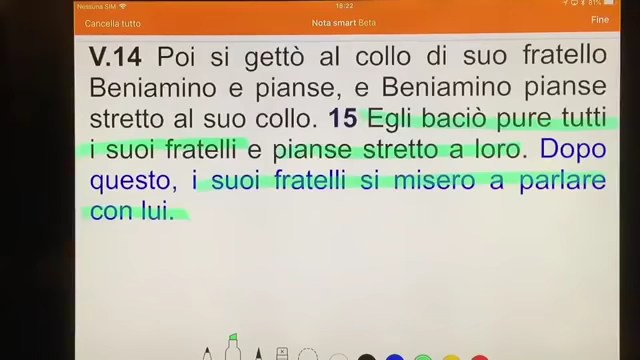 Nessuna SIM
18:22
81%
Cancella tutto
Nota smart Beta
Fine
V.14 Poi si gettò al collo di suo fratello
Beniamino e pianse, e Beniamino pianse
stretto al suo collo. 15 Egli baciò pure tutti
i suoi fratelli e pianse stretto a loro. Dopo
questo, i suoi fratelli si misero a parlare
con lui.